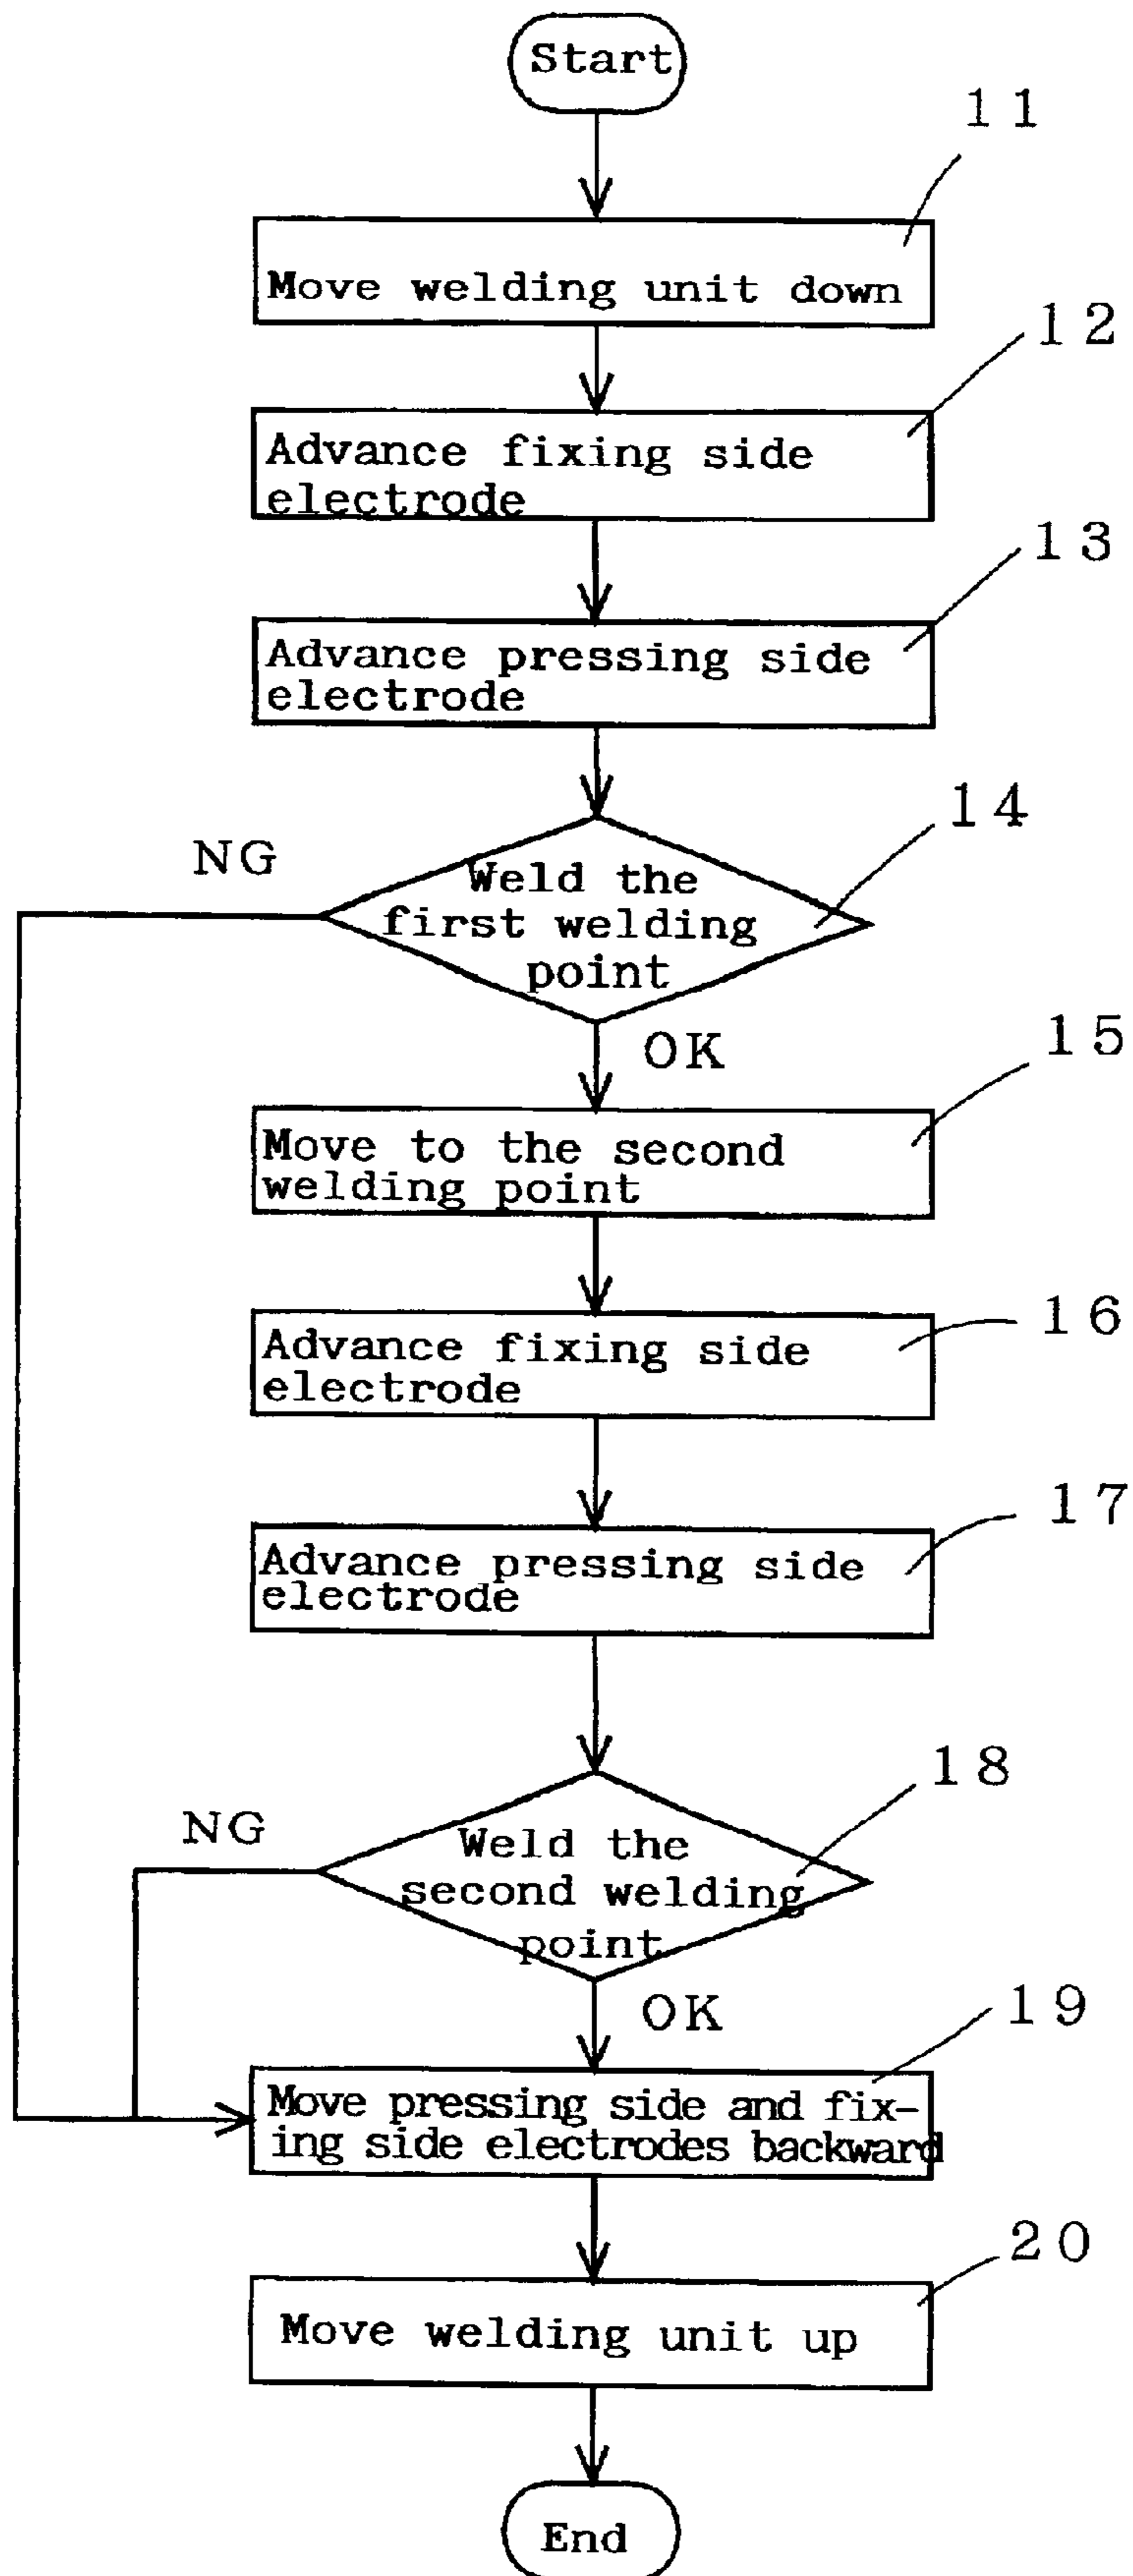 Start
11
Move welding unit down
12
Advance fixing side
electrode
13
Advance pressing side
electrode
14
NG
Weld the
first welding
point
OK
15
Move to the second
welding point
16
Advance fixing side
electrode
17
Advance pressing side
electrode
18
NG
Weld the
second welding
point
OK
19
Move pressing side and fix-
ing side electrodes backward
20
Move welding unit up
End